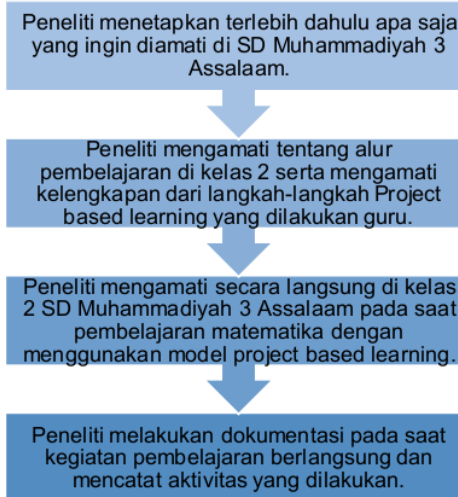 Peneliti menetapkan terlebih dahulu apa saja
yang ingin diamati di SD Muhammadiyah 3
Assalaam.
Peneliti mengamati tentang alur
pembelajaran di kelas 2 serta mengamati
kelengkapan dari langkah-langkah Project
based learning yang dilakukan guru.
Peneliti mengamati secara langsung di kelas
2 SD Muhammadiyah 3 Assalaam pada saat
pembelajaran matematika dengan
menggunakan model project based learning.
Peneliti melakukan dokumentasi pada saat
kegiatan pembelajaran berlangsung dan
mencatat aktivitas yang dilakukan.